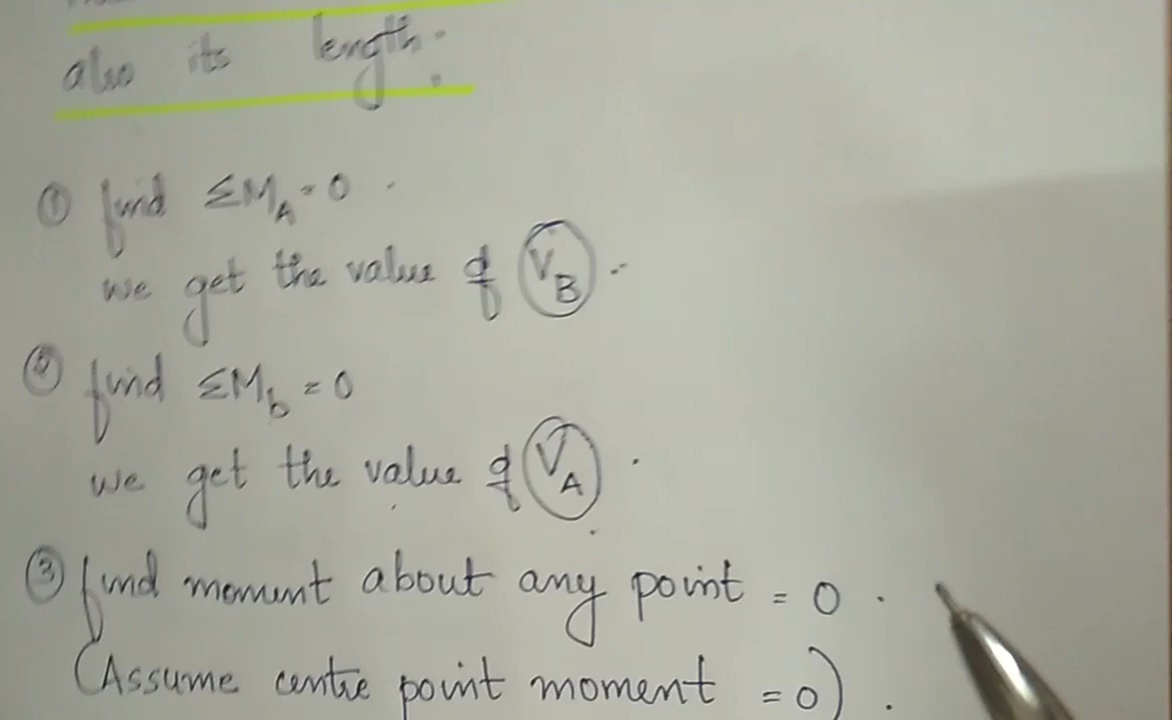 also its length.
① find ΣM_A = 0.
we get the value of V_B.
② find ΣM_b = 0
we get the value of V_A.
③ find moment about any point = 0.
(Assume centre point moment = 0).